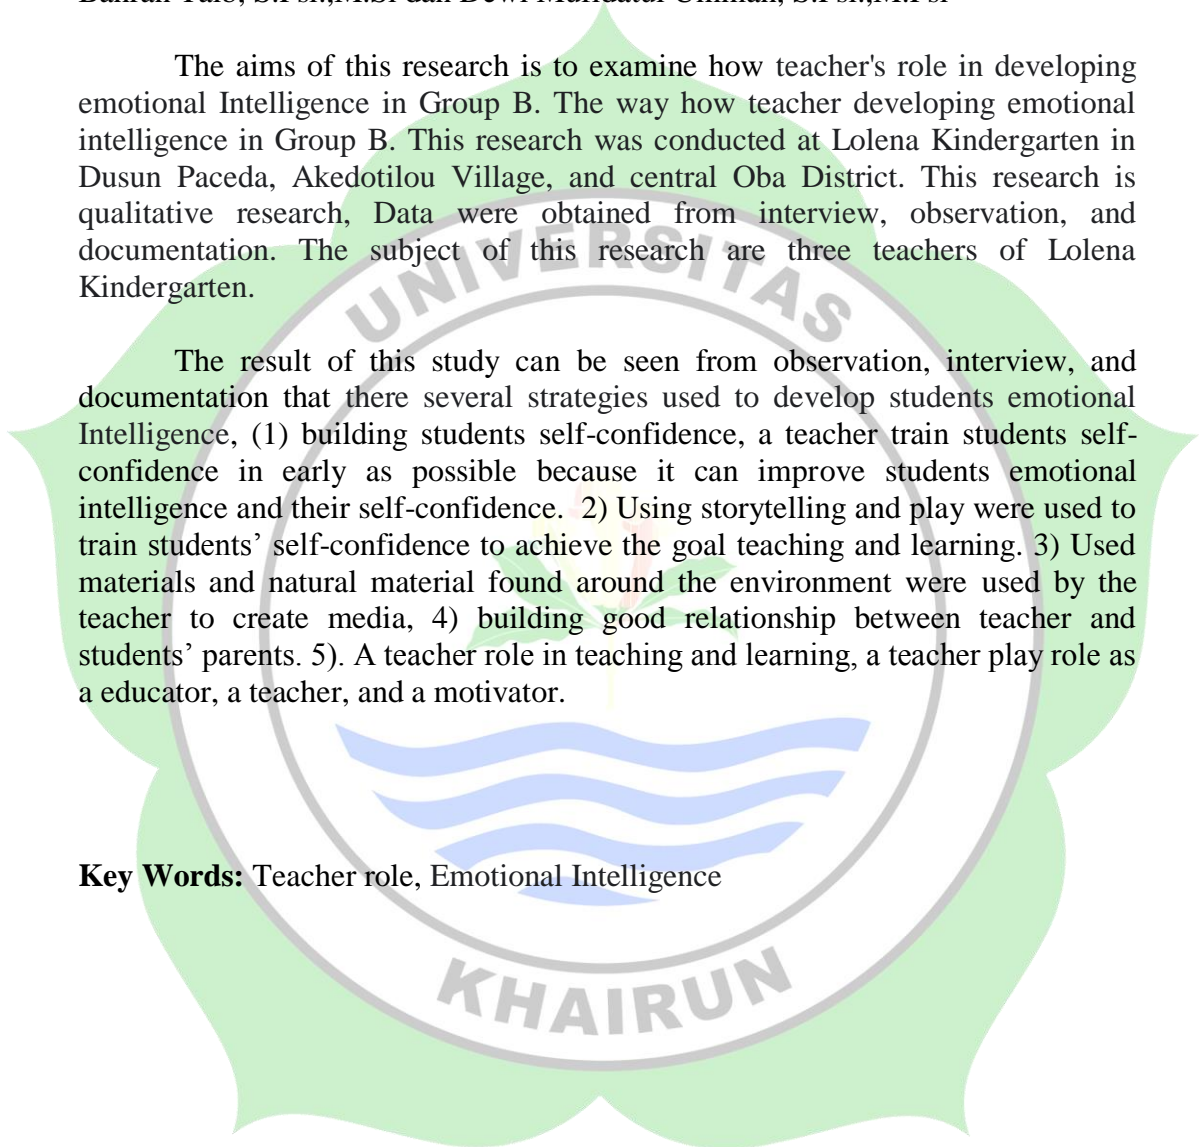 The aims of this research is to examine how teacher's role in developing
emotional Intelligence in Group B. The way how teacher developing emotional
intelligence in Group B. This research was conducted at Lolena Kindergarten in
Dusun Paceda, Akedotilou Village, and central Oba District. This research is
qualitative research, Data were obtained from interview, observation, and
documentation. The subject of this research are three teachers of Lolena
Kindergarten.
UNIVERSITAS
The result of this study can be seen from observation, interview, and
documentation that there several strategies used to develop students emotional
Intelligence, (1) building students self-confidence, a teacher train students self-
confidence in early as possible because it can improve students emotional
intelligence and their self-confidence. 2) Using storytelling and play were used to
train students’ self-confidence to achieve the goal teaching and learning. 3) Used
materials and natural material found around the environment were used by the
teacher to create media, 4) building good relationship between teacher and
students’ parents. 5). A teacher role in teaching and learning, a teacher play role as
a educator, a teacher, and a motivator.
Key Words: Teacher role, Emotional Intelligence
KHAIRUN